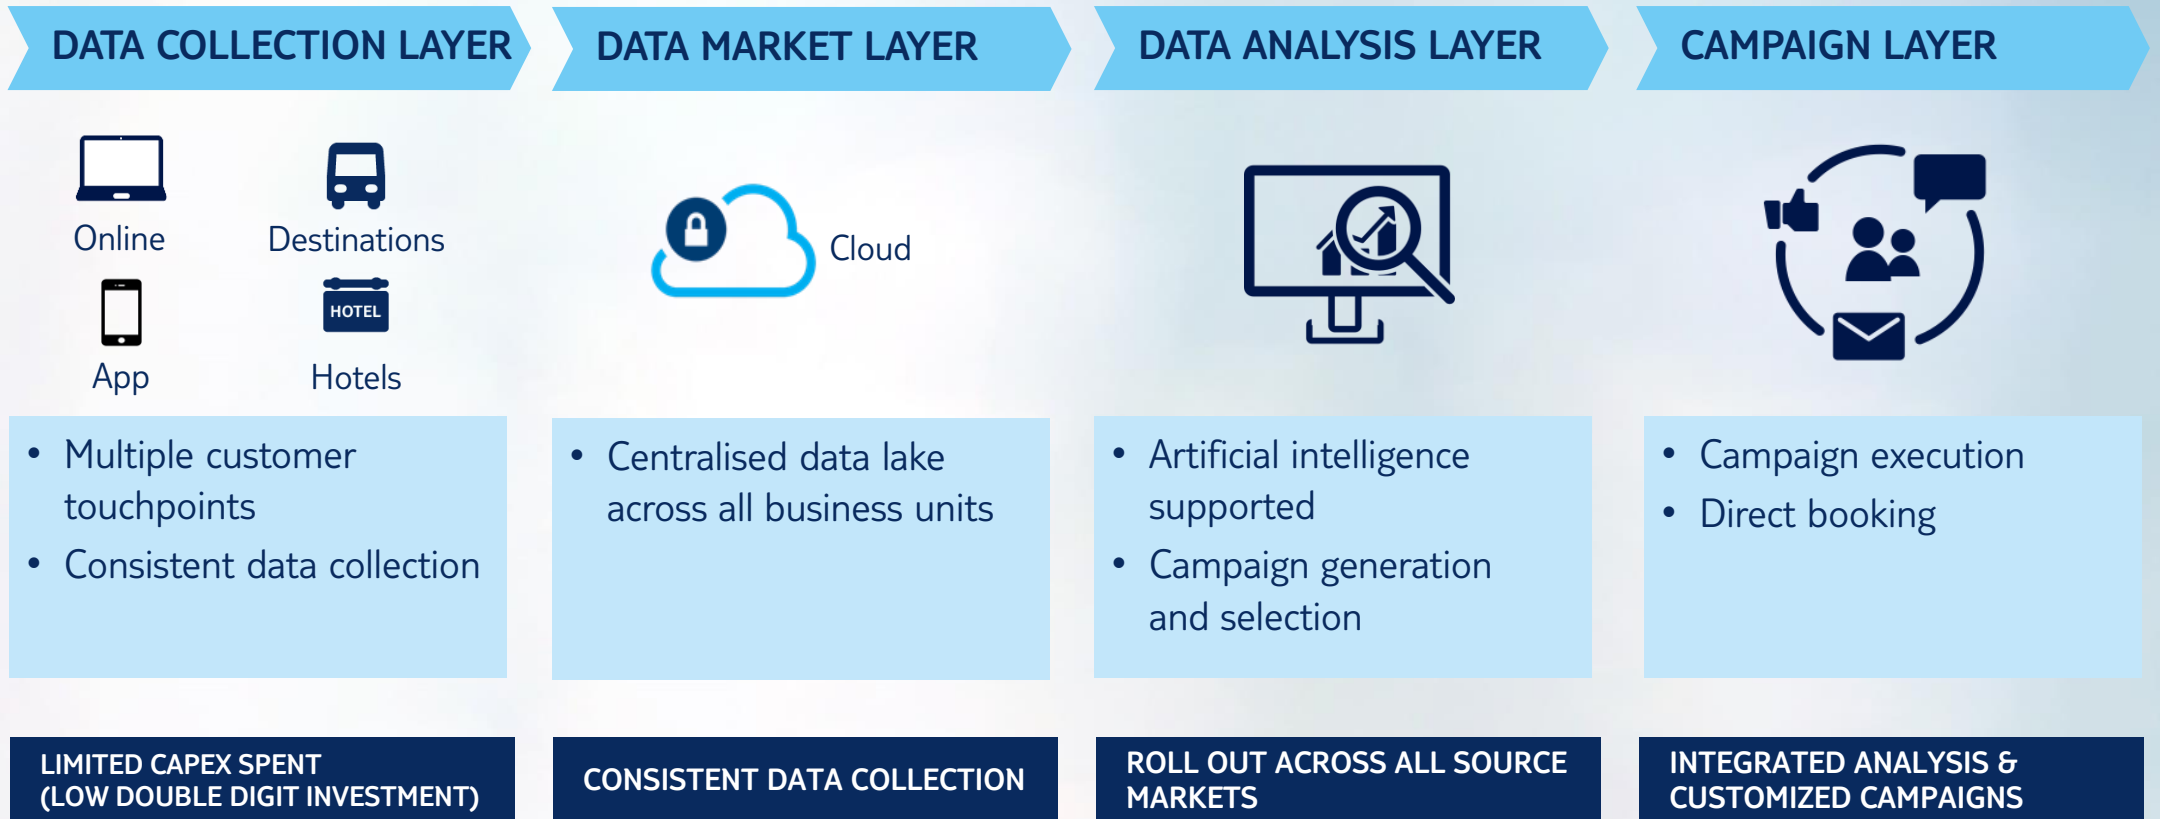 DATA COLLECTION LAYER
DATA MARKET LAYER
DATA ANALYSIS LAYER
CAMPAIGN LAYER
Online
Destinations
HOTEL
App
Hotels
Cloud
• Multiple customer
touchpoints
• Consistent data collection
• Centralised data lake
across all business units
• Artificial intelligence
supported
• Campaign generation
and selection
• Campaign execution
• Direct booking
LIMITED CAPEX SPENT
(LOW DOUBLE DIGIT INVESTMENT)
CONSISTENT DATA COLLECTION
ROLL OUT ACROSS ALL SOURCE
MARKETS
INTEGRATED ANALYSIS &
CUSTOMIZED CAMPAIGNS